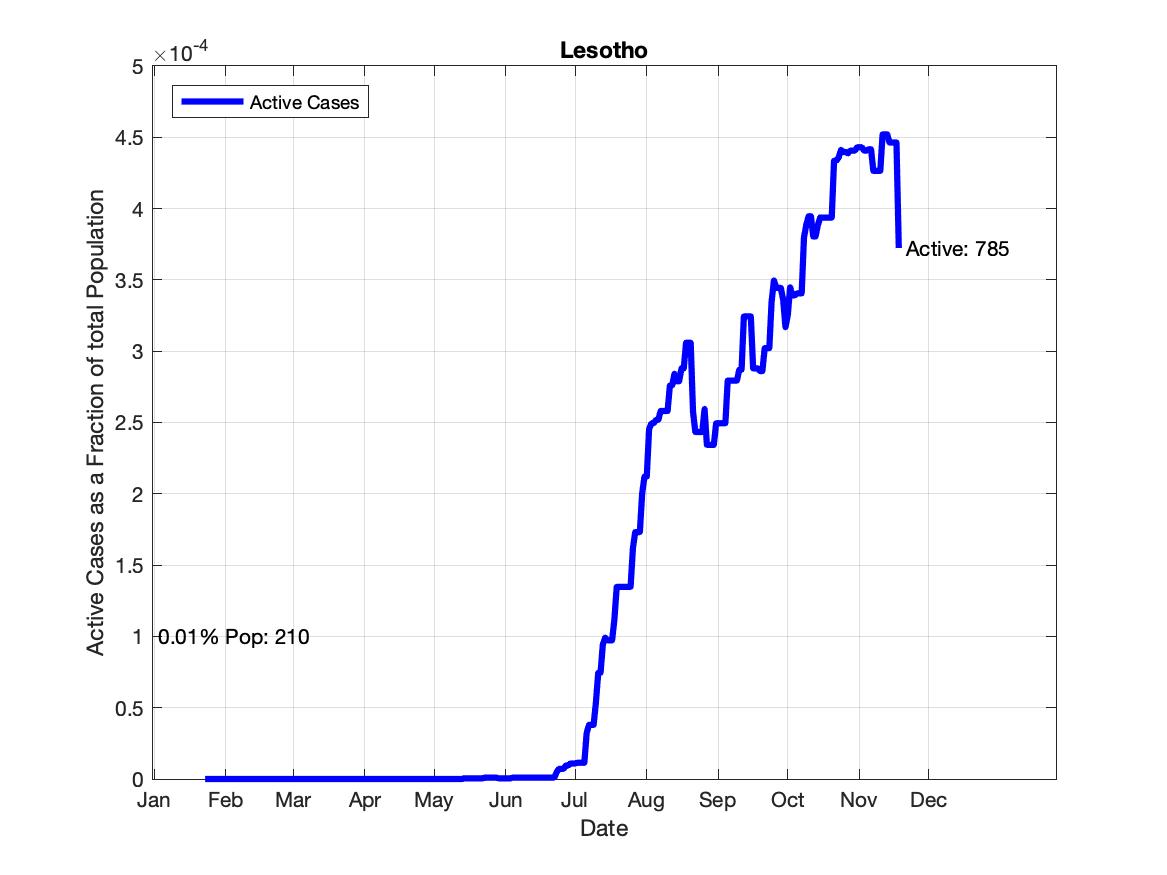 Lesotho
×10-4
Active Cases
5
4.5
4
3.5
3
2.5
2
1.5
1
0.5
0
Active Cases as a Fraction of total Population
0.01% Pop: 210
Active: 785
Jan Feb Mar Apr May Jun Jul Aug Sep Oct Nov Dec
Date